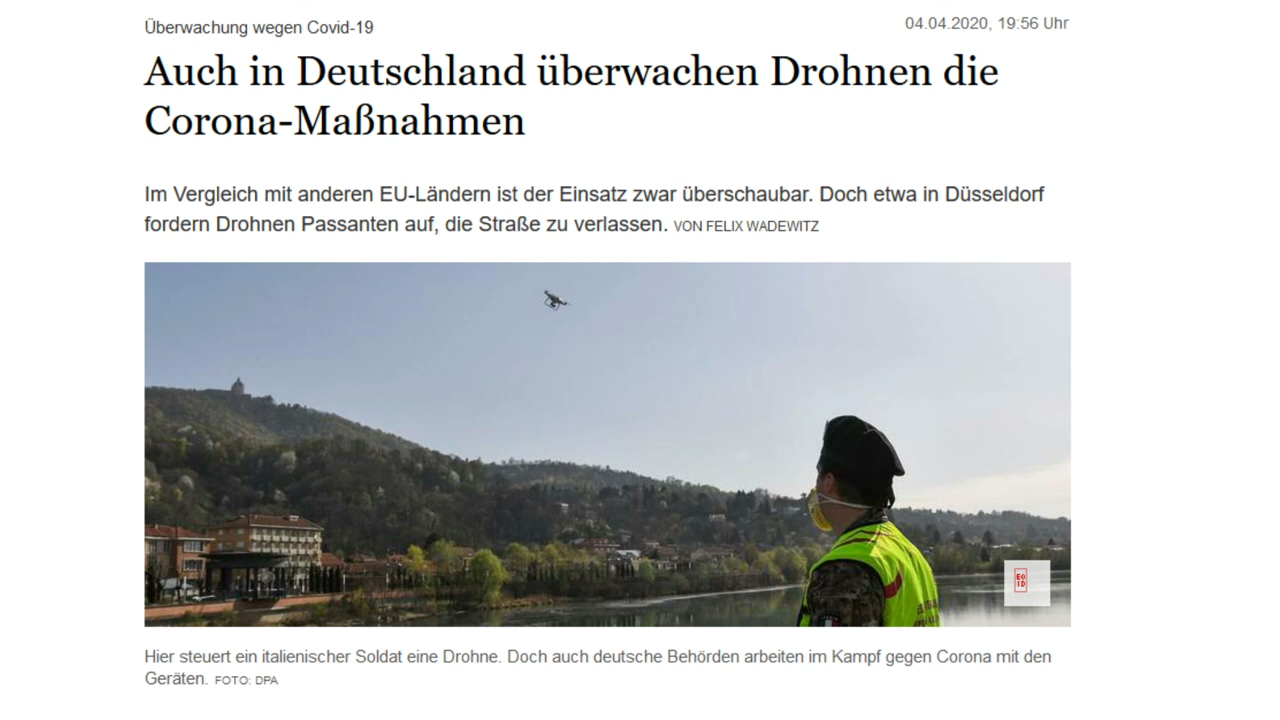 Überwachung wegen Covid-19
04.04.2020, 19:56 Uhr
Auch in Deutschland überwachen Drohnen die
Corona-Maßnahmen
Im Vergleich mit anderen EU-Ländern ist der Einsatz zwar überschaubar. Doch etwa in Düsseldorf
fordern Drohnen Passanten auf, die Straße zu verlassen. VON FELIX WADEWITZ
EO
ID
Hier steuert ein italienischer Soldat eine Drohne. Doch auch deutsche Behörden arbeiten im Kampf gegen Corona mit den
Geräten. FOTO: DPA